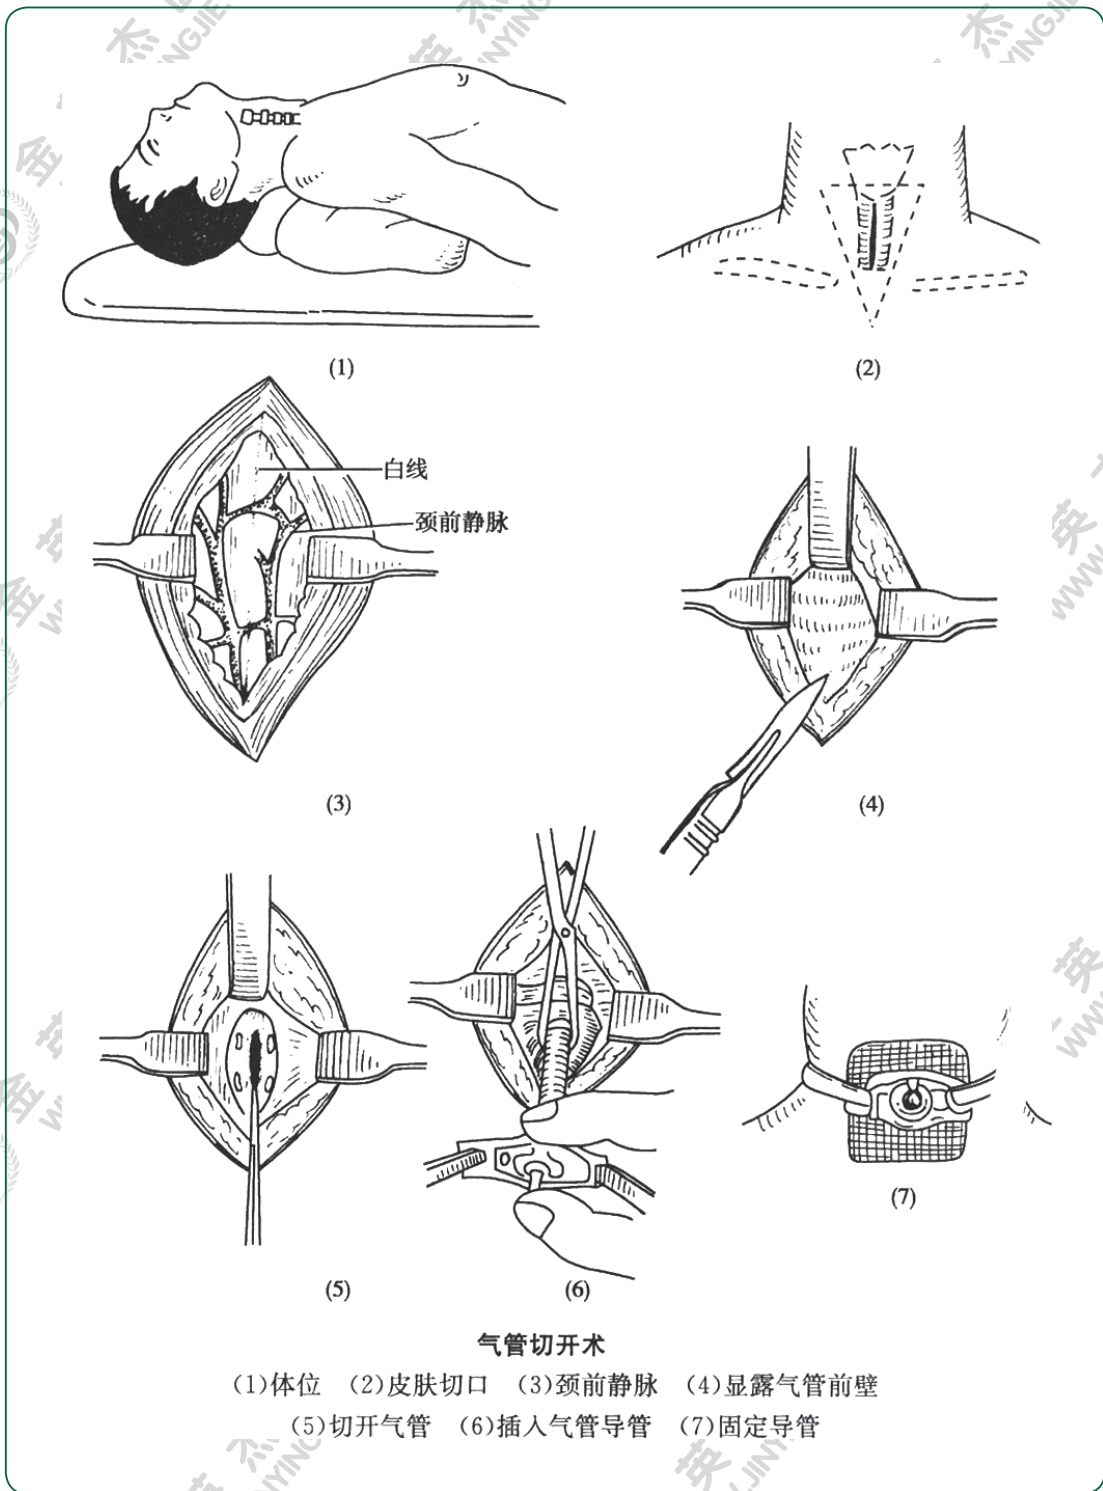 (1)
(2)
白线
颈前静脉
(3)
(4)
(5)
(6)
(7)
气管切开术
(1)体位 (2)皮肤切口 (3)颈前静脉 (4)显露气管前壁
(5)切开气管 (6)插入气管导管 (7)固定导管